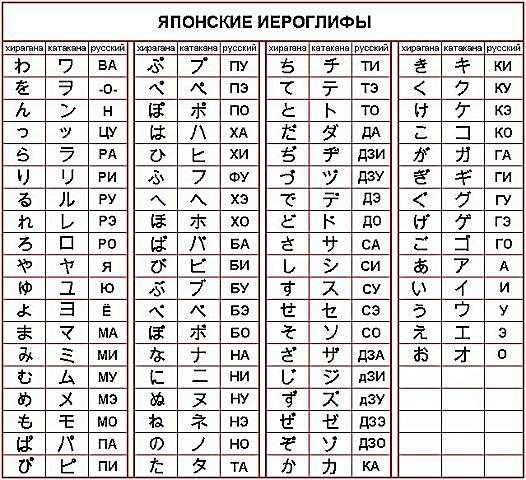 ЯПОНСКИЕ ИЕРОГЛИФЫ
хирагана катакана русский хирагана катакана русский хирагана катакана русский хирагана катакана русский
わ ワ ВА ぷ プ ПУ ち チ ТИ き キ КИ
を ヲ -О- ぺ ペ ПЭ て テ ТЭ く ク КУ
ん ン Н ぽ ポ ПО と ト ТО け ケ КЭ
っ ッ ЦУ は ハ ХА だ ダ ДА こ コ КО
ら ラ РА ひ ヒ ХИ ぢ ヂ ДЗИ が ガ ГА
り リ РИ ふ フ ФУ づ ヅ ДЗУ ぎ ギ ГИ
る ル РУ へ ヘ ХЭ で デ ДЭ ぐ グ ГУ
れ レ РЭ ほ ホ ХО ど ド ДО げ ゲ ГЭ
ろ ロ РО ば バ БА さ サ СА ご ゴ ГО
や ヤ Я び ビ БИ し シ СИ あ ア А
ゆ ユ Ю ぶ ブ БУ す ス СУ い イ И
よ ヨ Ё べ ベ БЭ せ セ СЭ う ウ У
ま マ МА ぼ ボ БО そ ソ СО え エ Э
み ミ МИ な ナ НА ざ ザ ДЗА お オ О
む ム МУ に ニ НИ じ ジ дЗИ
め メ МЭ ぬ ヌ НУ ず ズ дЗУ
も モ МО ね ネ НЭ ぜ ゼ ДЗЭ
ぱ パ ПА の ノ НО ぞ ゾ ДЗО
ぴ ピ ПИ た タ ТА か カ КА